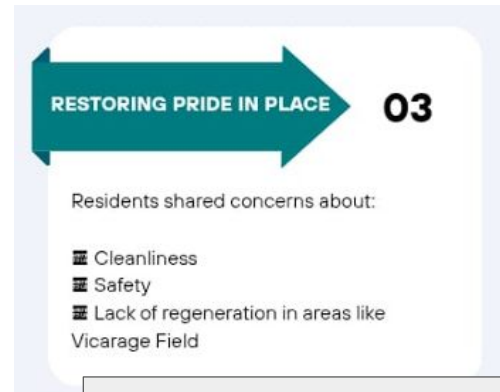 RESTORING PRIDE IN PLACE
03
Residents shared concerns about:
Cleanliness
Safety
Lack of regeneration in areas like
Vicarage Field